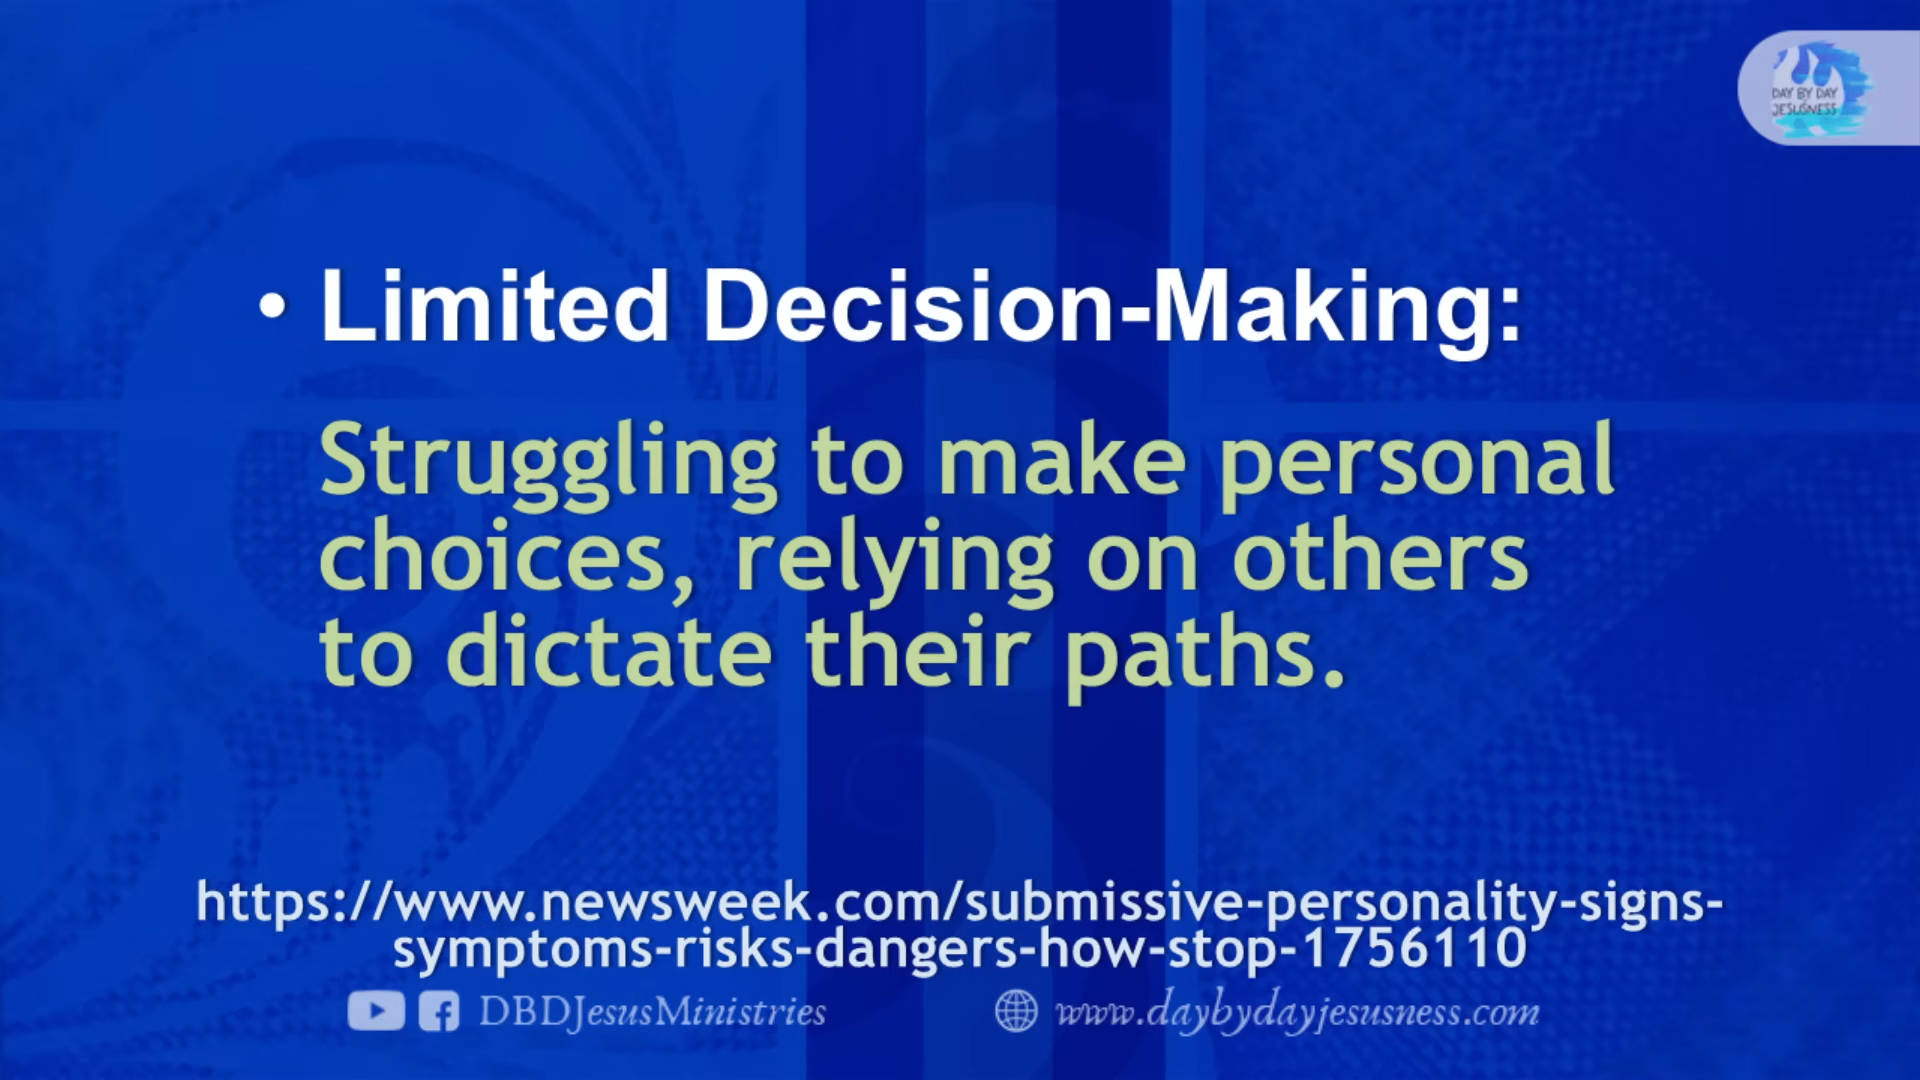 DAY BY DAY
JESUSNESS
• Limited Decision-Making:
Struggling to make personal
choices, relying on others
to dictate their paths.
https://www.newsweek.com/submissive-personality-signs-
symptoms-risks-dangers-how-stop-1756110
DBDJesusMinistries
www.daybydayjesusness.com